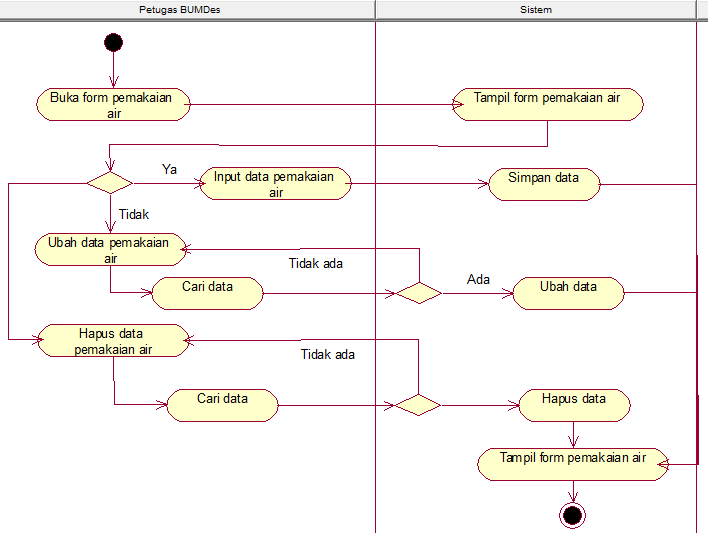 Petugas BUMDes
Sistem
Buka form pemakaian
air
Tampil form pemakaian air
Ya
Input data pemakaian
air
Simpan data
Tidak
Ubah data pemakaian
air
Tidak ada
Cari data
Ada
Ubah data
Hapus data
pemakaian air
Tidak ada
Cari data
Hapus data
Tampil form pemakaian air